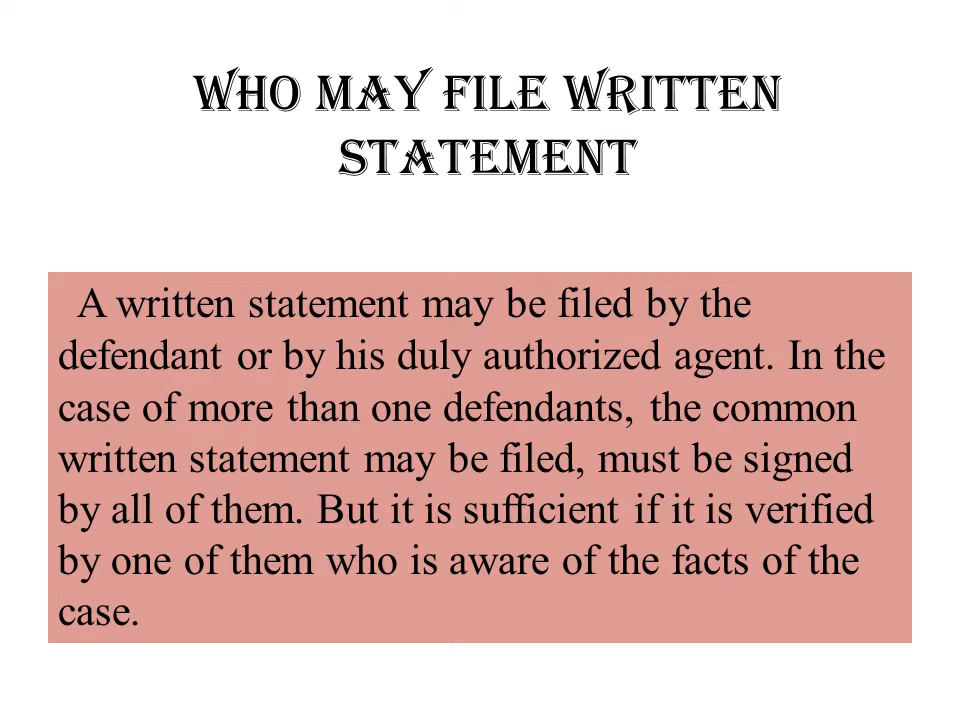 WHO MAY FILE WRITTEN
STATEMENT
A written statement may be filed by the
defendant or by his duly authorized agent. In the
case of more than one defendants, the common
written statement may be filed, must be signed
by all of them. But it is sufficient if it is verified
by one of them who is aware of the facts of the
case.